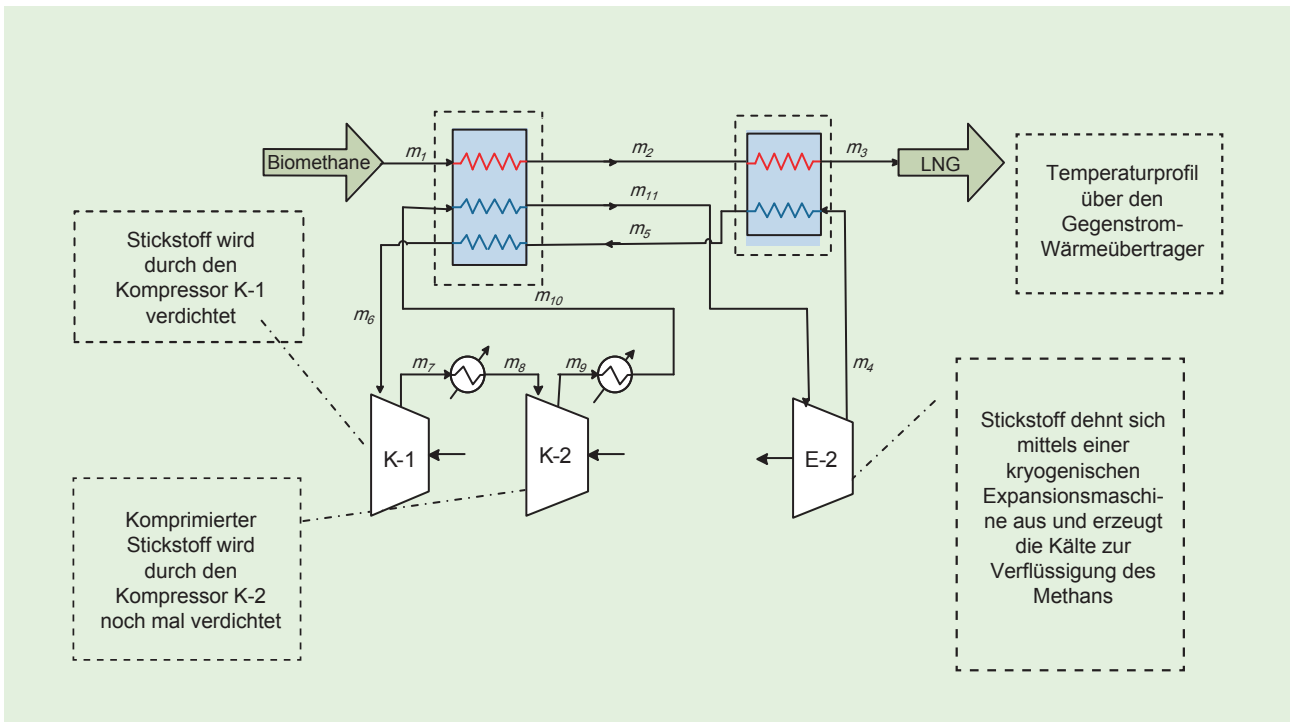 Biomethane
m1
m2
m3
LNG
m11
m5
Temperaturprofil
über den
Gegenstrom-
Wärmeübertrager
Stickstoff wird
durch den
Kompressor K-1
verdichtet
m10
m6
m7
m8
m9
m4
K-1
K-2
E-2
Stickstoff dehnt sich
mittels einer
kryogenischen
Expansionsmaschi-
ne aus und erzeugt
die Kälte zur
Verflüssigung des
Methans
Komprimierter
Stickstoff wird
durch den
Kompressor K-2
noch mal verdichtet